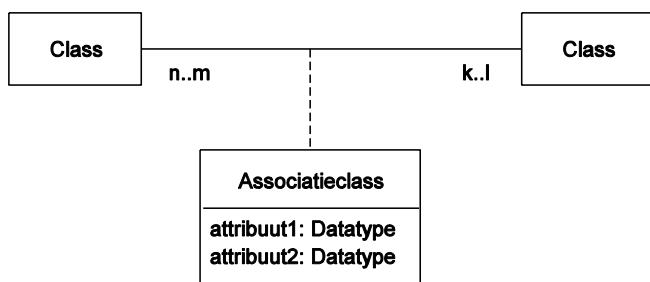 Class
Class
n..m
k..l
Associatieclass
attribuut1: Datatype
attribuut2: Datatype